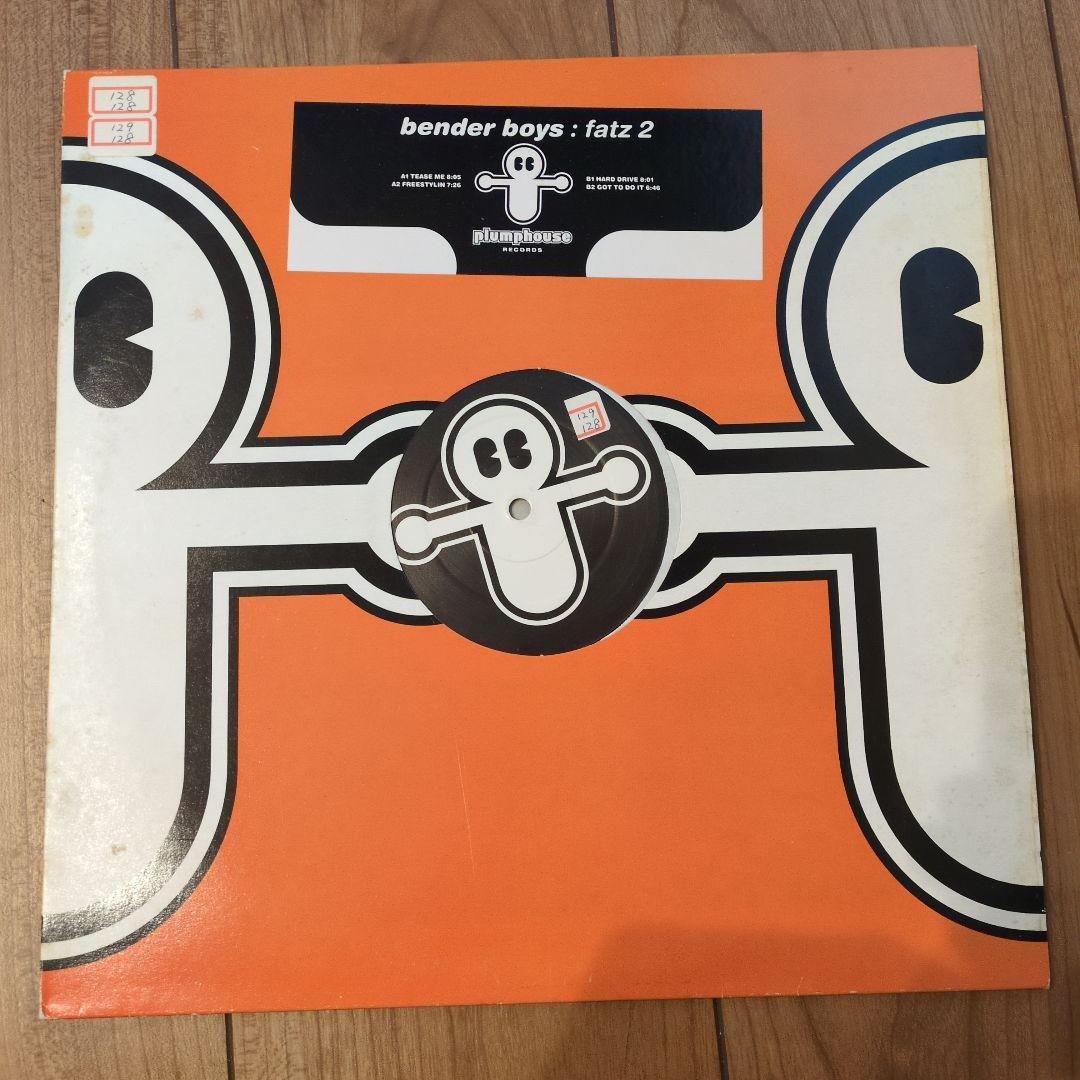 128
128
129
128
bender boys : fatz 2
A1 TEASE ME 8:05
A2 FREESTYLIN 7:26
B1 HARD DRIVE 8:01
B2 GOT TO DO IT 6:46
plumphouse
RECORDS
129
128